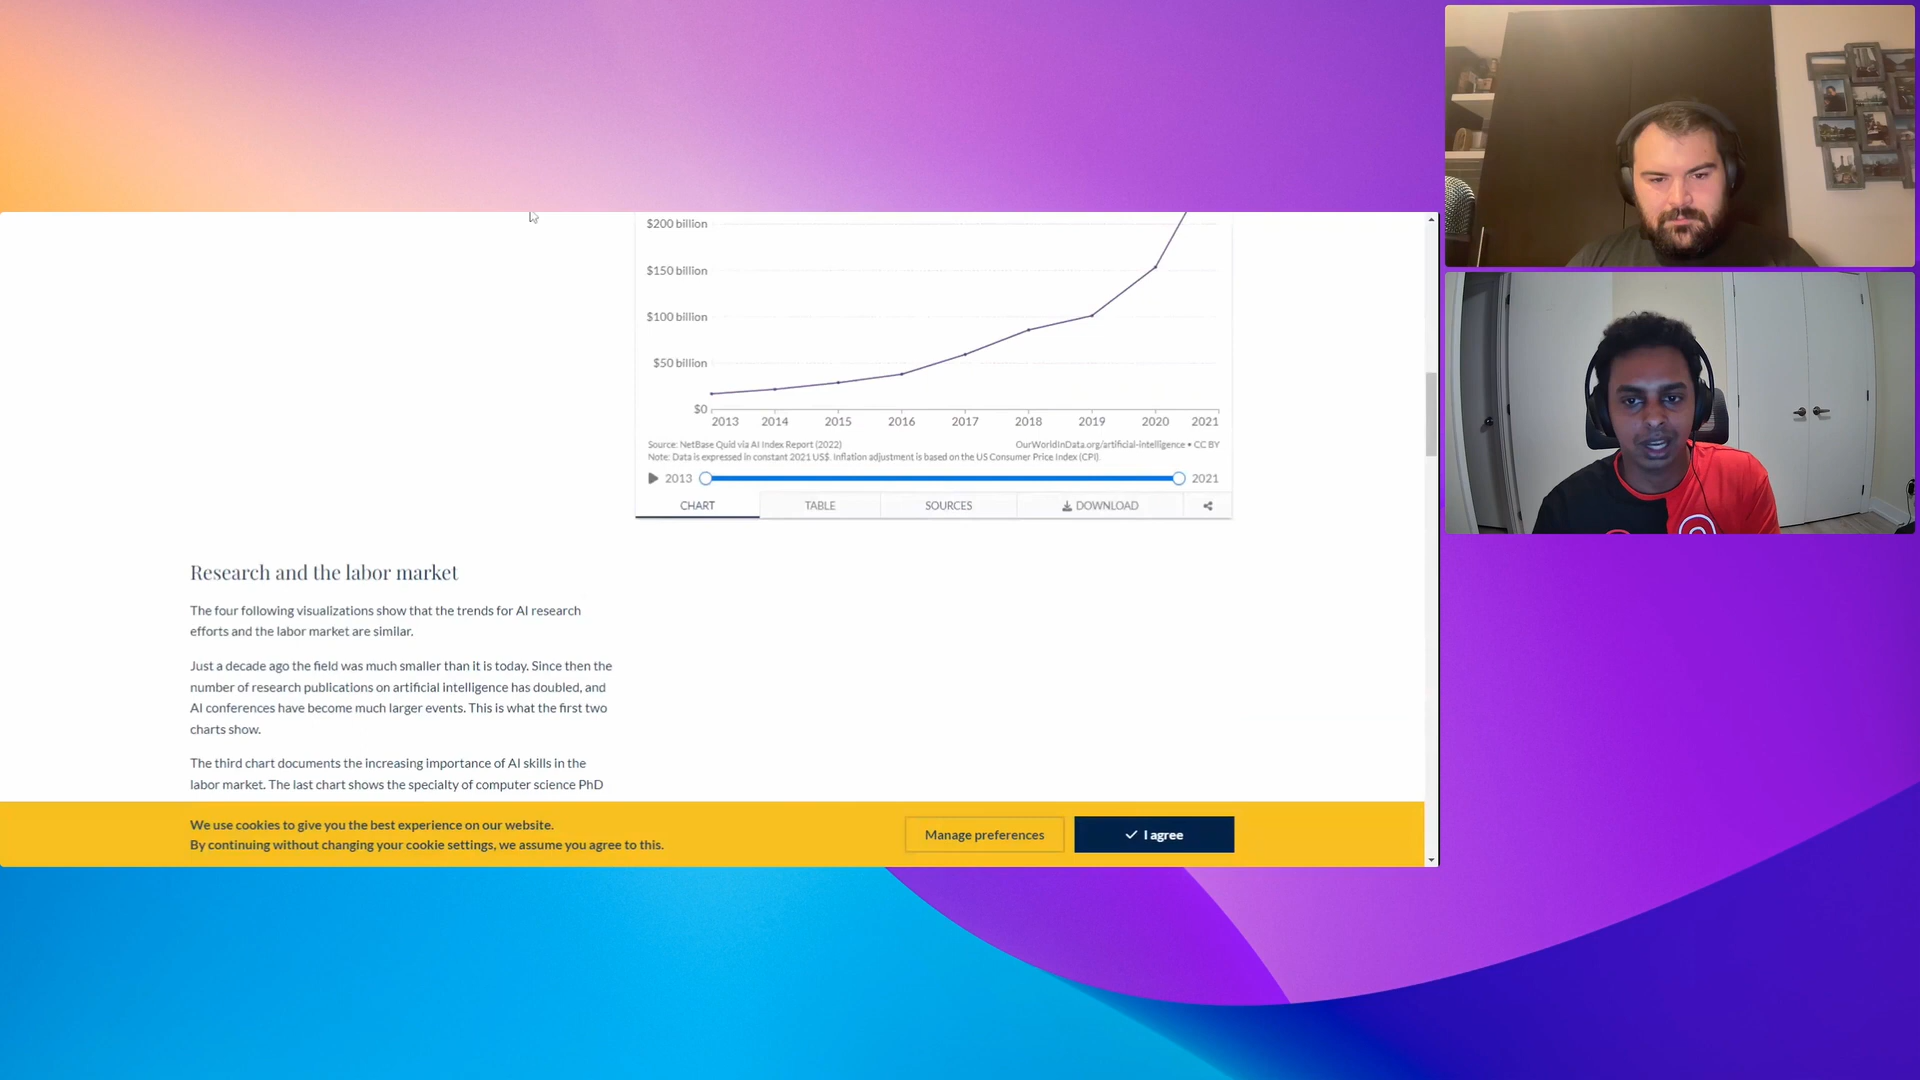 $200 billion
$150 billion
$100 billion
$50 billion
$0
2013 2014 2015 2016 2017 2018 2019 2020 2021
Source: NetBase Quid via AI Index Report (2022) OurWorldInData.org/artificial-intelligence • CC BY
Note: Data is expressed in constant 2021 US$. Inflation adjustment is based on the US Consumer Price Index (CPI).
2013 2021
CHART TABLE SOURCES DOWNLOAD
Research and the labor market
The four following visualizations show that the trends for AI research
efforts and the labor market are similar.
Just a decade ago the field was much smaller than it is today. Since then the
number of research publications on artificial intelligence has doubled, and
AI conferences have become much larger events. This is what the first two
charts show.
The third chart documents the increasing importance of AI skills in the
labor market. The last chart shows the specialty of computer science PhD
We use cookies to give you the best experience on our website.
By continuing without changing your cookie settings, we assume you agree to this.
Manage preferences
I agree